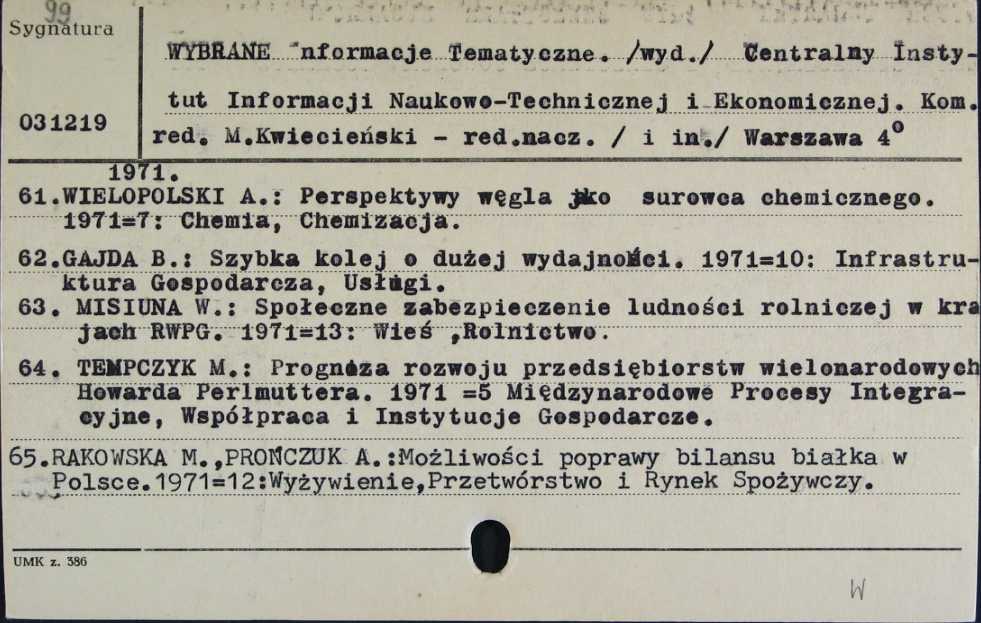 99
Sygnatura
WYBRANE nformacje Tematyczne. /wyd./ Centralny Insty-
tut Informacji Naukowo-Technicznej i Ekonomicznej. Kom.
031219
red. M.Kwieciński - red.nacz. / i in./ Warszawa 4°
1971.
61.WIELOPOLSKI A.: Perspektywy węgla jko surowca chemicznego.
1971=7: Chemia, Chemizacja.
62.GAJDA B.: Szybka kolej o dużej wydajności. 1971=10: Infrastru-
ktura Gospodarcza, Usługi.
63. MISIUNA W.: Społeczne zabezpieczenie ludności rolniczej w kra
jach RWPG. 1971=13: Wieś ,Rolnictwo.
64. TEMPCZYK M.: Prognoza rozwoju przedsiębiorstw wielonarodowych
Howarda Perlmuttera. 1971 =5 Międzynarodowe Procesy Integra-
cyjne, Współpraca i Instytucje Gospodarcze.
65.RAKOWSKA M.,PROŃCZUK A.:Możliwości poprawy bilansu białka w
Polsce.1971=12:Wyżywienie,Przetwórstwo i Rynek Spożywczy.
UMK z. 386
W